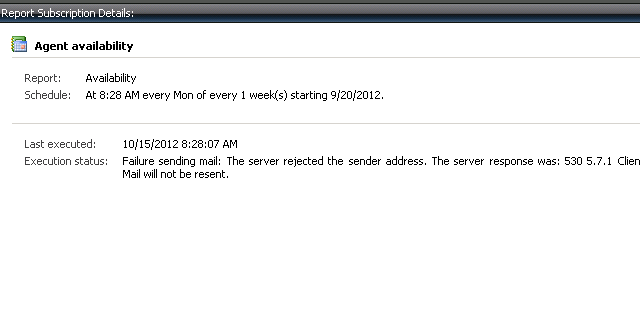 Report Subscription Details:
Agent availability
Report: Availability
Schedule: At 8:28 AM every Mon of every 1 week(s) starting 9/20/2012.
Last executed: 10/15/2012 8:28:07 AM
Execution status: Failure sending mail: The server rejected the sender address. The server response was: 530 5.7.1 Clien
Mail will not be resent.